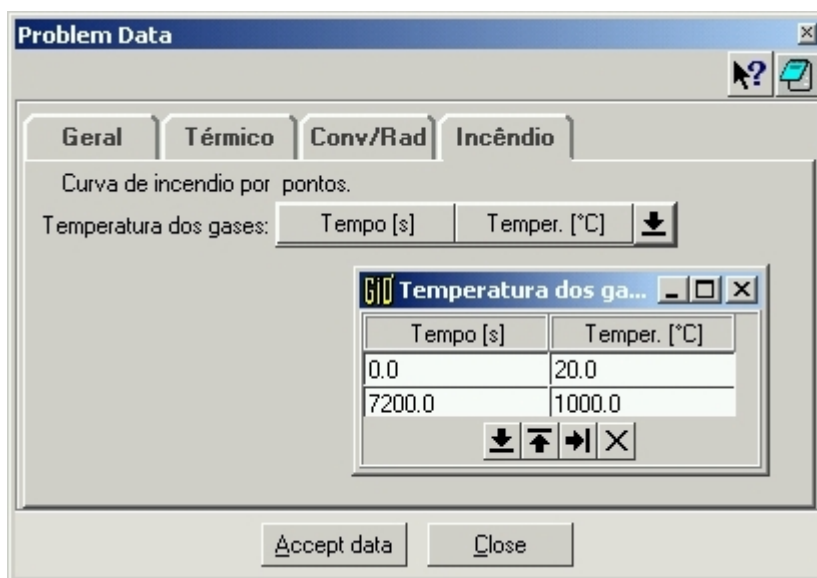 Problem Data
Geral Térmico Conv/Rad Incêndio
Curva de incendio por pontos.
Temperatura dos gases: Tempo [s] Temper. [°C]
GiD Temperatura dos ga...
Tempo [s] Temper. [°C]
0.0 20.0
7200.0 1000.0
Accept data Close